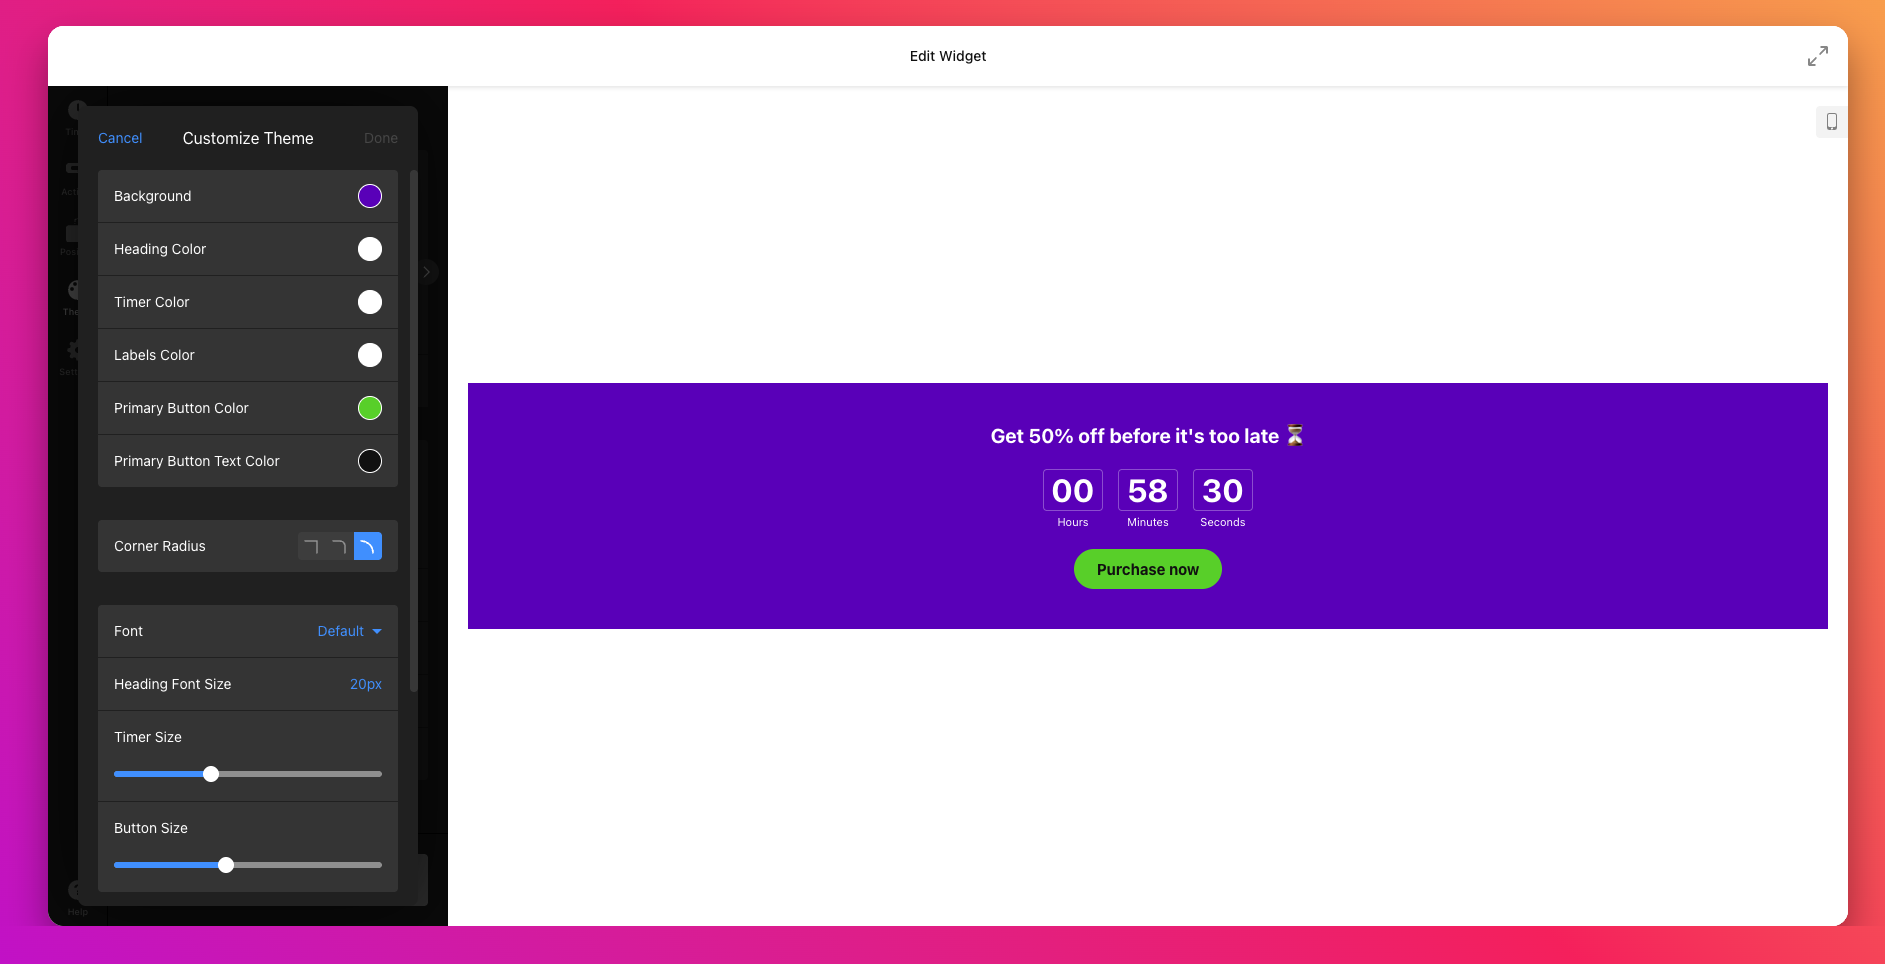 Edit Widget
Cancel
Customize Theme
Done
Background
Heading Color
Timer Color
Labels Color
Primary Button Color
Primary Button Text Color
Corner Radius
Font
Default
Heading Font Size
20px
Timer Size
Button Size
Help
Get 50% off before it's too late ⏳
00 58 30
Hours Minutes Seconds
Purchase now